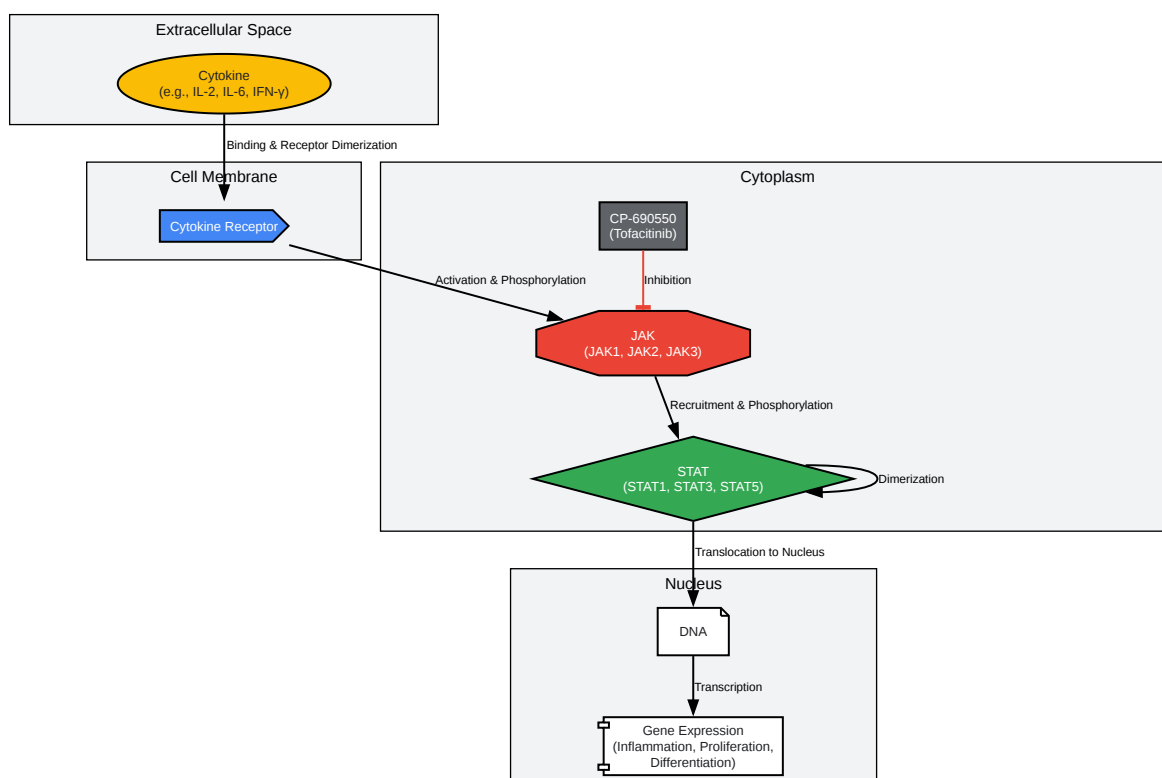 Extracellular Space
Cytokine
(e.g., IL-2, IL-6, IFN-γ)
Binding & Receptor Dimerization
Cell Membrane
Cytokine Receptor
Cytoplasm
CP-690550
(Tofacitinib)
Activation & Phosphorylation
Inhibition
JAK
(JAK1, JAK2, JAK3)
Recruitment & Phosphorylation
STAT
(STAT1, STAT3, STAT5)
Dimerization
Translocation to Nucleus
Nucleus
DNA
Transcription
Gene Expression
(Inflammation, Proliferation,
Differentiation)